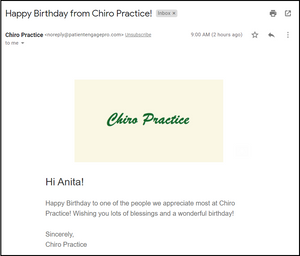 Happy Birthday from Chiro Practice! Inbox ×
Chiro Practice <noreply@patientengagepro.com> Unsubscribe 9:00 AM (2 hours ago)
to me
Chiro Practice
Hi Anita!
Happy Birthday to one of the people we appreciate most at Chiro
Practice! Wishing you lots of blessings and a wonderful birthday!
Sincerely,
Chiro Practice